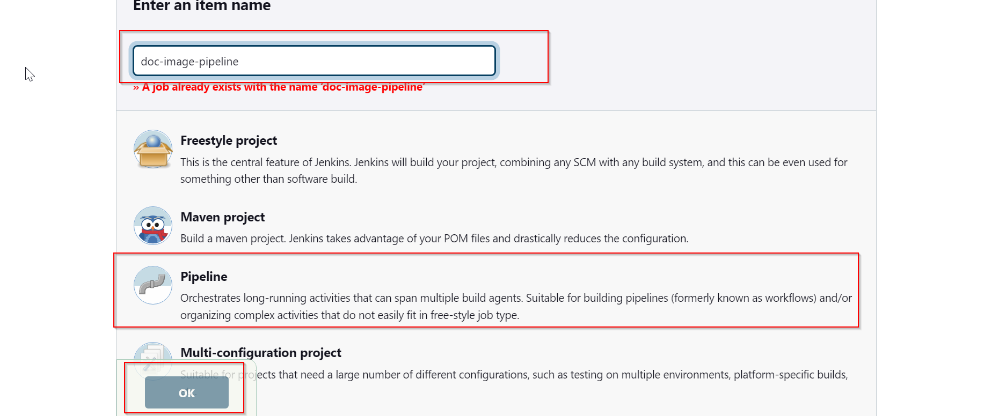 Enter an item name
doc-image-pipeline
» A job already exists with the name ‘doc-image-pipeline’
Freestyle project
This is the central feature of Jenkins. Jenkins will build your project, combining any SCM with any build system, and this can be even used for
something other than software build.
Maven project
Build a maven project. Jenkins takes advantage of your POM files and drastically reduces the configuration.
Pipeline
Orchestrates long-running activities that can span multiple build agents. Suitable for building pipelines (formerly known as workflows) and/or
organizing complex activities that do not easily fit in free-style job type.
Multi-configuration project
Suitable for projects that need a large number of different configurations, such as testing on multiple environments, platform-specific builds,
OK